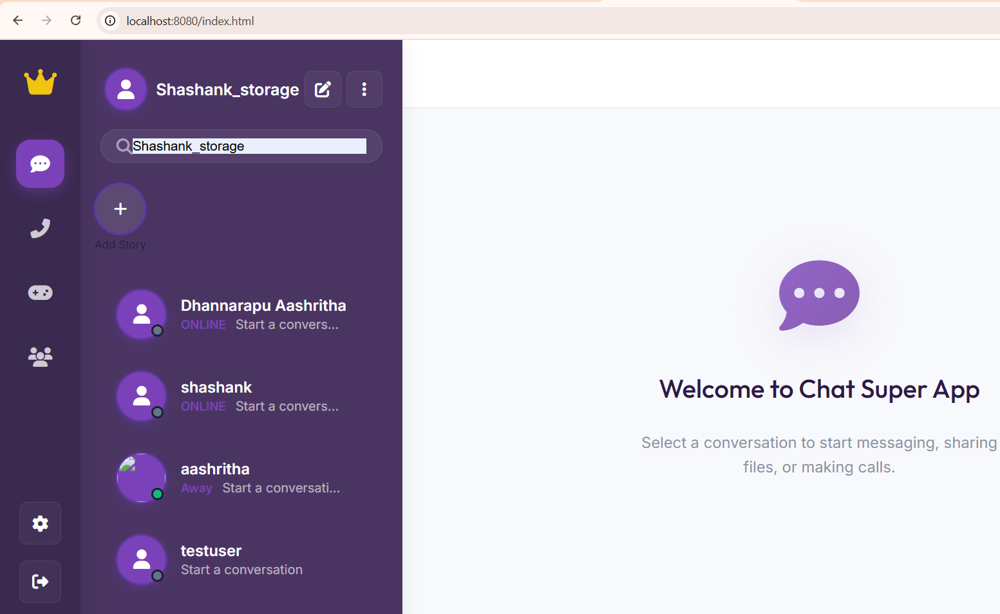 localhost:8080/index.html
Shashank_storage
Shashank_storage
Add Story
Dhannarapu Aashritha
ONLINE Start a convers...
shashank
ONLINE Start a convers...
aashritha
Away Start a conversati...
testuser
Start a conversation
Welcome to Chat Super App
Select a conversation to start messaging, sharing
files, or making calls.